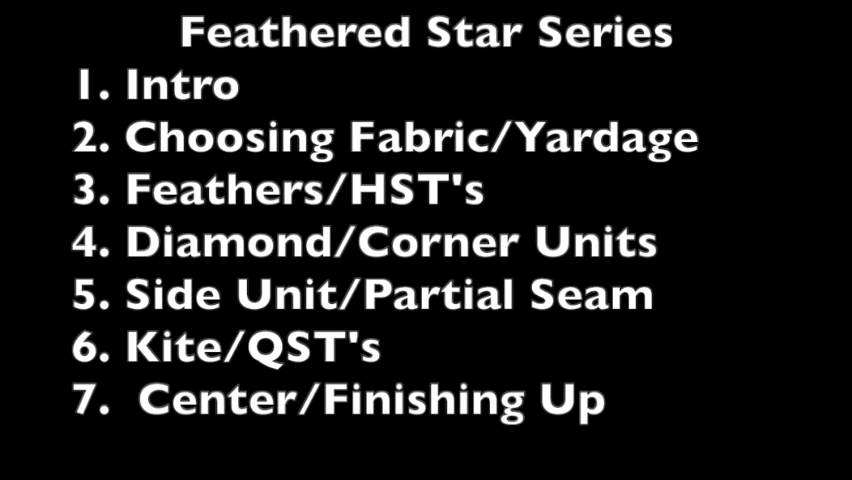 Feathered Star Series
1. Intro
2. Choosing Fabric/Yardage
3. Feathers/HST's
4. Diamond/Corner Units
5. Side Unit/Partial Seam
6. Kite/QST's
7. Center/Finishing Up